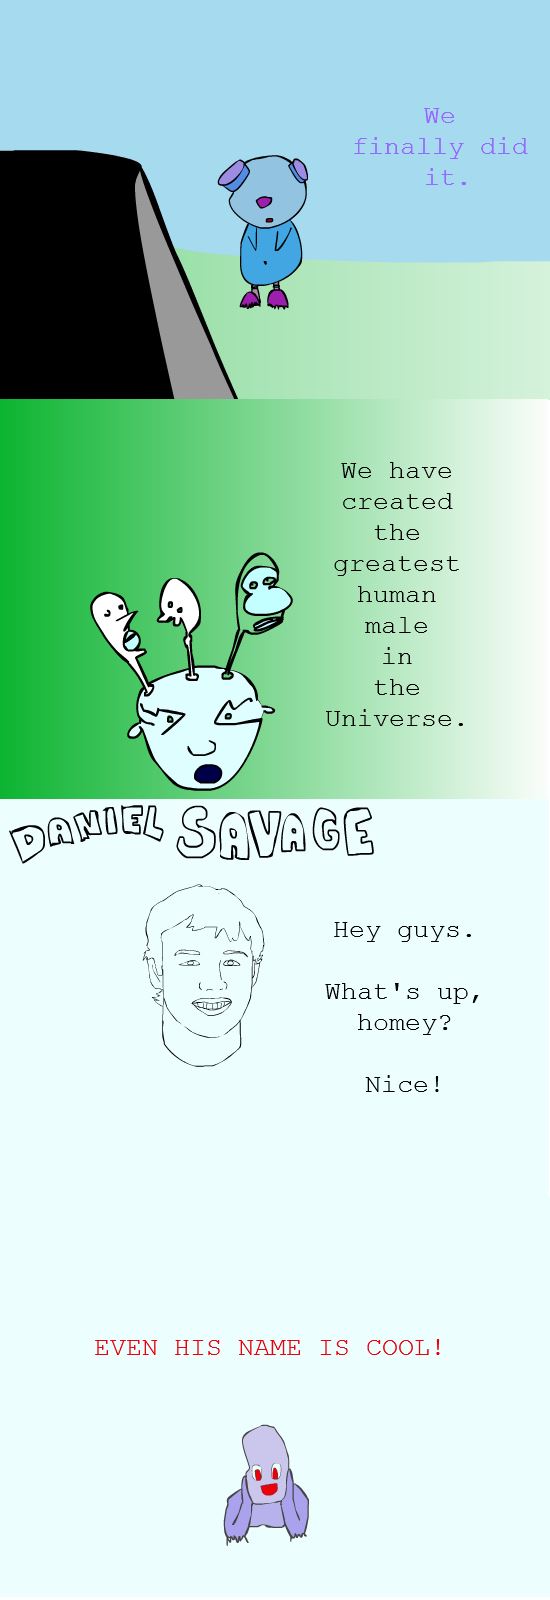 We
finally did
it.
We have
created
the
greatest
human
male
in
the
Universe.
DANIEL SAVAGE
Hey guys.
What's up,
homey?
Nice!
EVEN HIS NAME IS COOL!